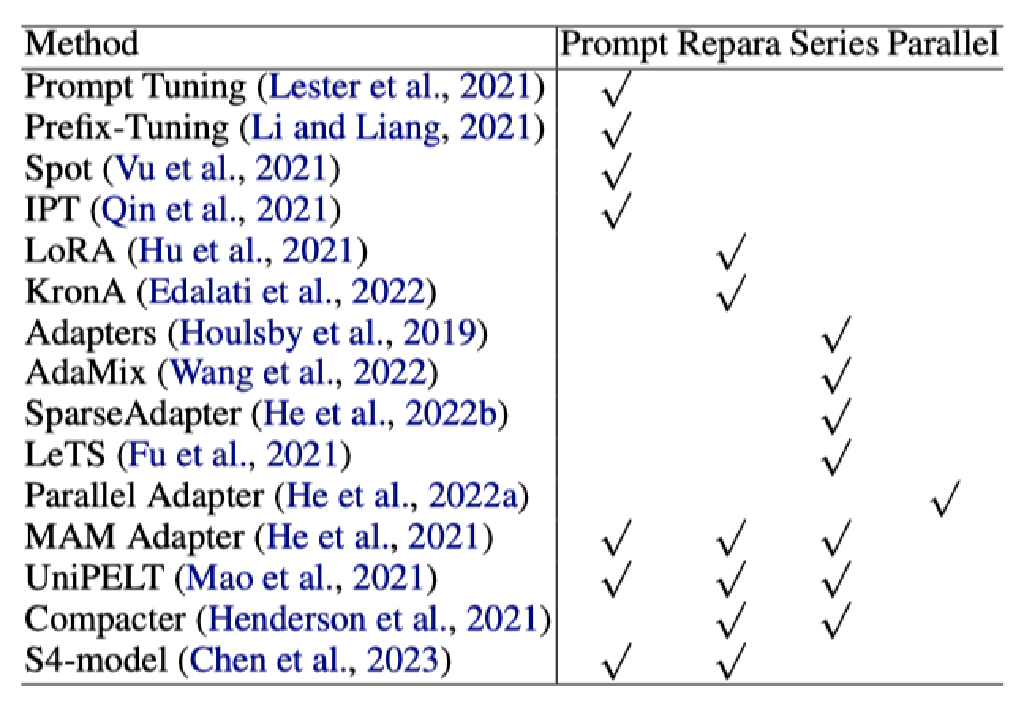 Method Prompt Repara Series Parallel
Prompt Tuning (Lester et al., 2021) ✓
Prefix-Tuning (Li and Liang, 2021) ✓
Spot (Vu et al., 2021) ✓
IPT (Qin et al., 2021) ✓
LoRA (Hu et al., 2021) ✓
KronA (Edalati et al., 2022) ✓
Adapters (Houlsby et al., 2019) ✓
AdaMix (Wang et al., 2022) ✓
SparseAdapter (He et al., 2022b) ✓
LeTS (Fu et al., 2021) ✓
Parallel Adapter (He et al., 2022a) ✓
MAM Adapter (He et al., 2021) ✓ ✓ ✓
UniPELT (Mao et al., 2021) ✓ ✓ ✓
Compacter (Henderson et al., 2021) ✓ ✓
S4-model (Chen et al., 2023) ✓ ✓